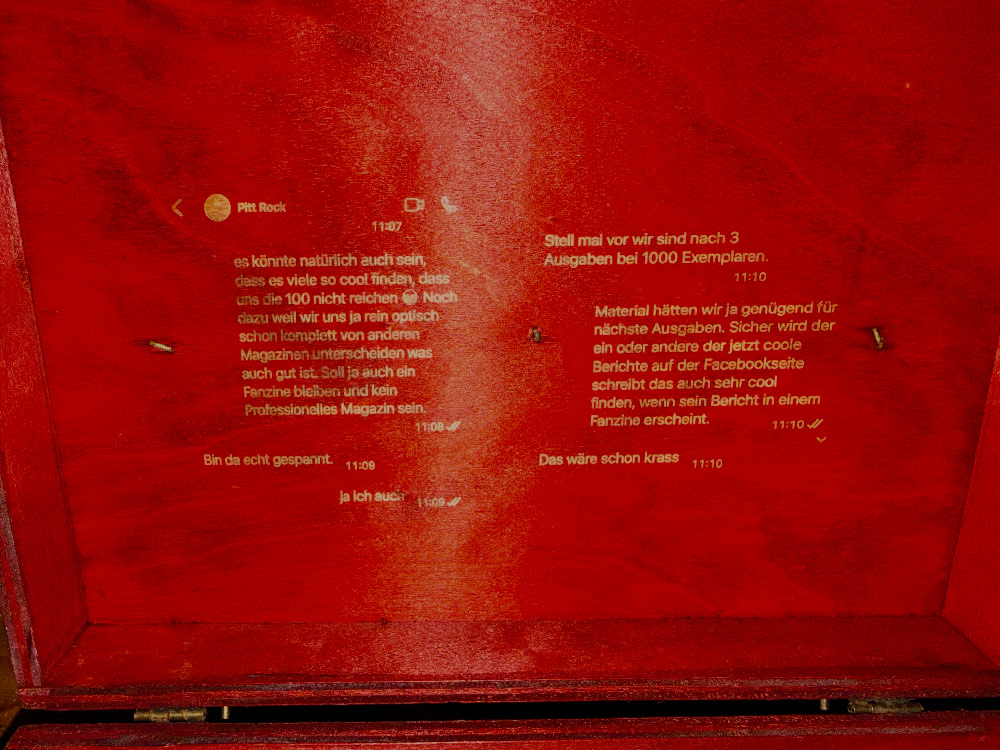 Pitt Rock
11:07
es könnte natürlich auch sein,
dass es viele so cool finden, dass
uns die 100 nicht reichen 😀 Noch
dazu weil wir uns ja rein optisch
schon komplett von anderen
Magazinen unterscheiden was
auch gut ist. Soll ja auch ein
Fanzine bleiben und kein
Professionelles Magazin sein.
11:08
Bin da echt gespannt. 11:09
ja ich auch 11:09
Stell mal vor wir sind nach 3
Ausgaben bei 1000 Exemplaren.
11:10
Material hätten wir ja genügend für
nächste Ausgaben. Sicher wird der
ein oder andere der jetzt coole
Berichte auf der Facebookseite
schreibt das auch sehr cool
finden, wenn sein Bericht in einem
Fanzine erscheint. 11:10
Das wäre schon krass 11:10